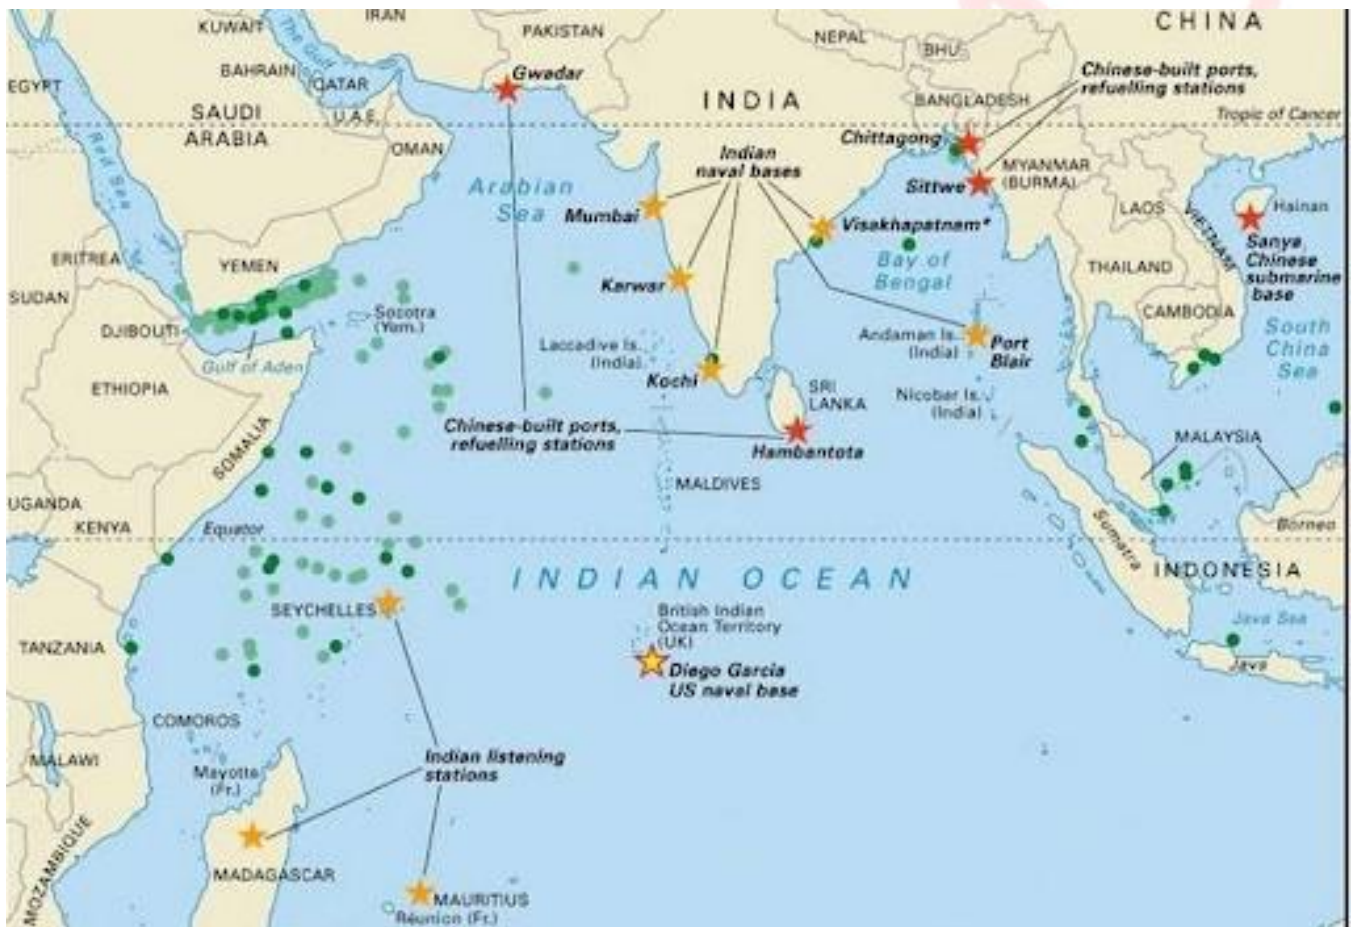 CHINA
IRAN
KUWAIT
PAKISTAN
NEPAL
BHU.
The Gulf
BAHRAIN
QATAR
Gwadar
Chinese-built ports,
refuelling stations
EGYPT
SAUDI
ARABIA
U.A.E.
INDIA
BANGLADESH
Tropic of Cancer
Red Sea
OMAN
Chittagong
Indian
naval bases
MYANMAR
(BURMA)
Sittwe
LAOS
VIETNAM
Hainan
Arabian
Sea
Mumbai
Visakhapatnam*
Sanya,
Chinese
submarine
base
ERITREA
YEMEN
Bay of
Bengal
THAILAND
SUDAN
Karwar
CAMBODIA
DJIBOUTI
Socotra
(Yem.)
Gulf of Aden
Laccadive Is.
(India)
Andaman Is.
(India)
Port
Blair
South
China
Sea
ETHIOPIA
Kochi
SRI
LANKA
Nicobar Is.
(India)
SOMALIA
Chinese-built ports,
refuelling stations
Hambantota
MALAYSIA
UGANDA
KENYA
MALDIVES
Equator
Sumatra
Borneo
INDIAN OCEAN
INDONESIA
SEYCHELLES
British Indian
Ocean Territory
(UK)
Java Sea
TANZANIA
Diego Garcia
US naval base
Java
COMOROS
MALAWI
Mayotte
(Fr.)
Indian listening
stations
MOZAMBIQUE
MADAGASCAR
MAURITIUS
Réunion (Fr.)